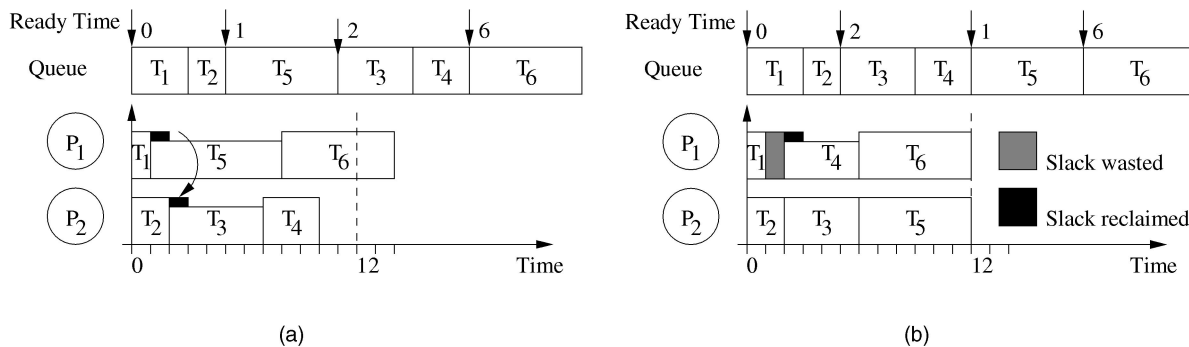 Ready Time 0 1 2 6
Queue T1 T2 T5 T3 T4 T6
P1 T1 T5 T6
P2 T2 T3 T4
0 12 Time
(a)
Ready Time 0 2 1 6
Queue T1 T2 T3 T4 T5 T6
P1 T1 T4 T6
Slack wasted
P2 T2 T3 T5
Slack reclaimed
0 12 Time
(b)